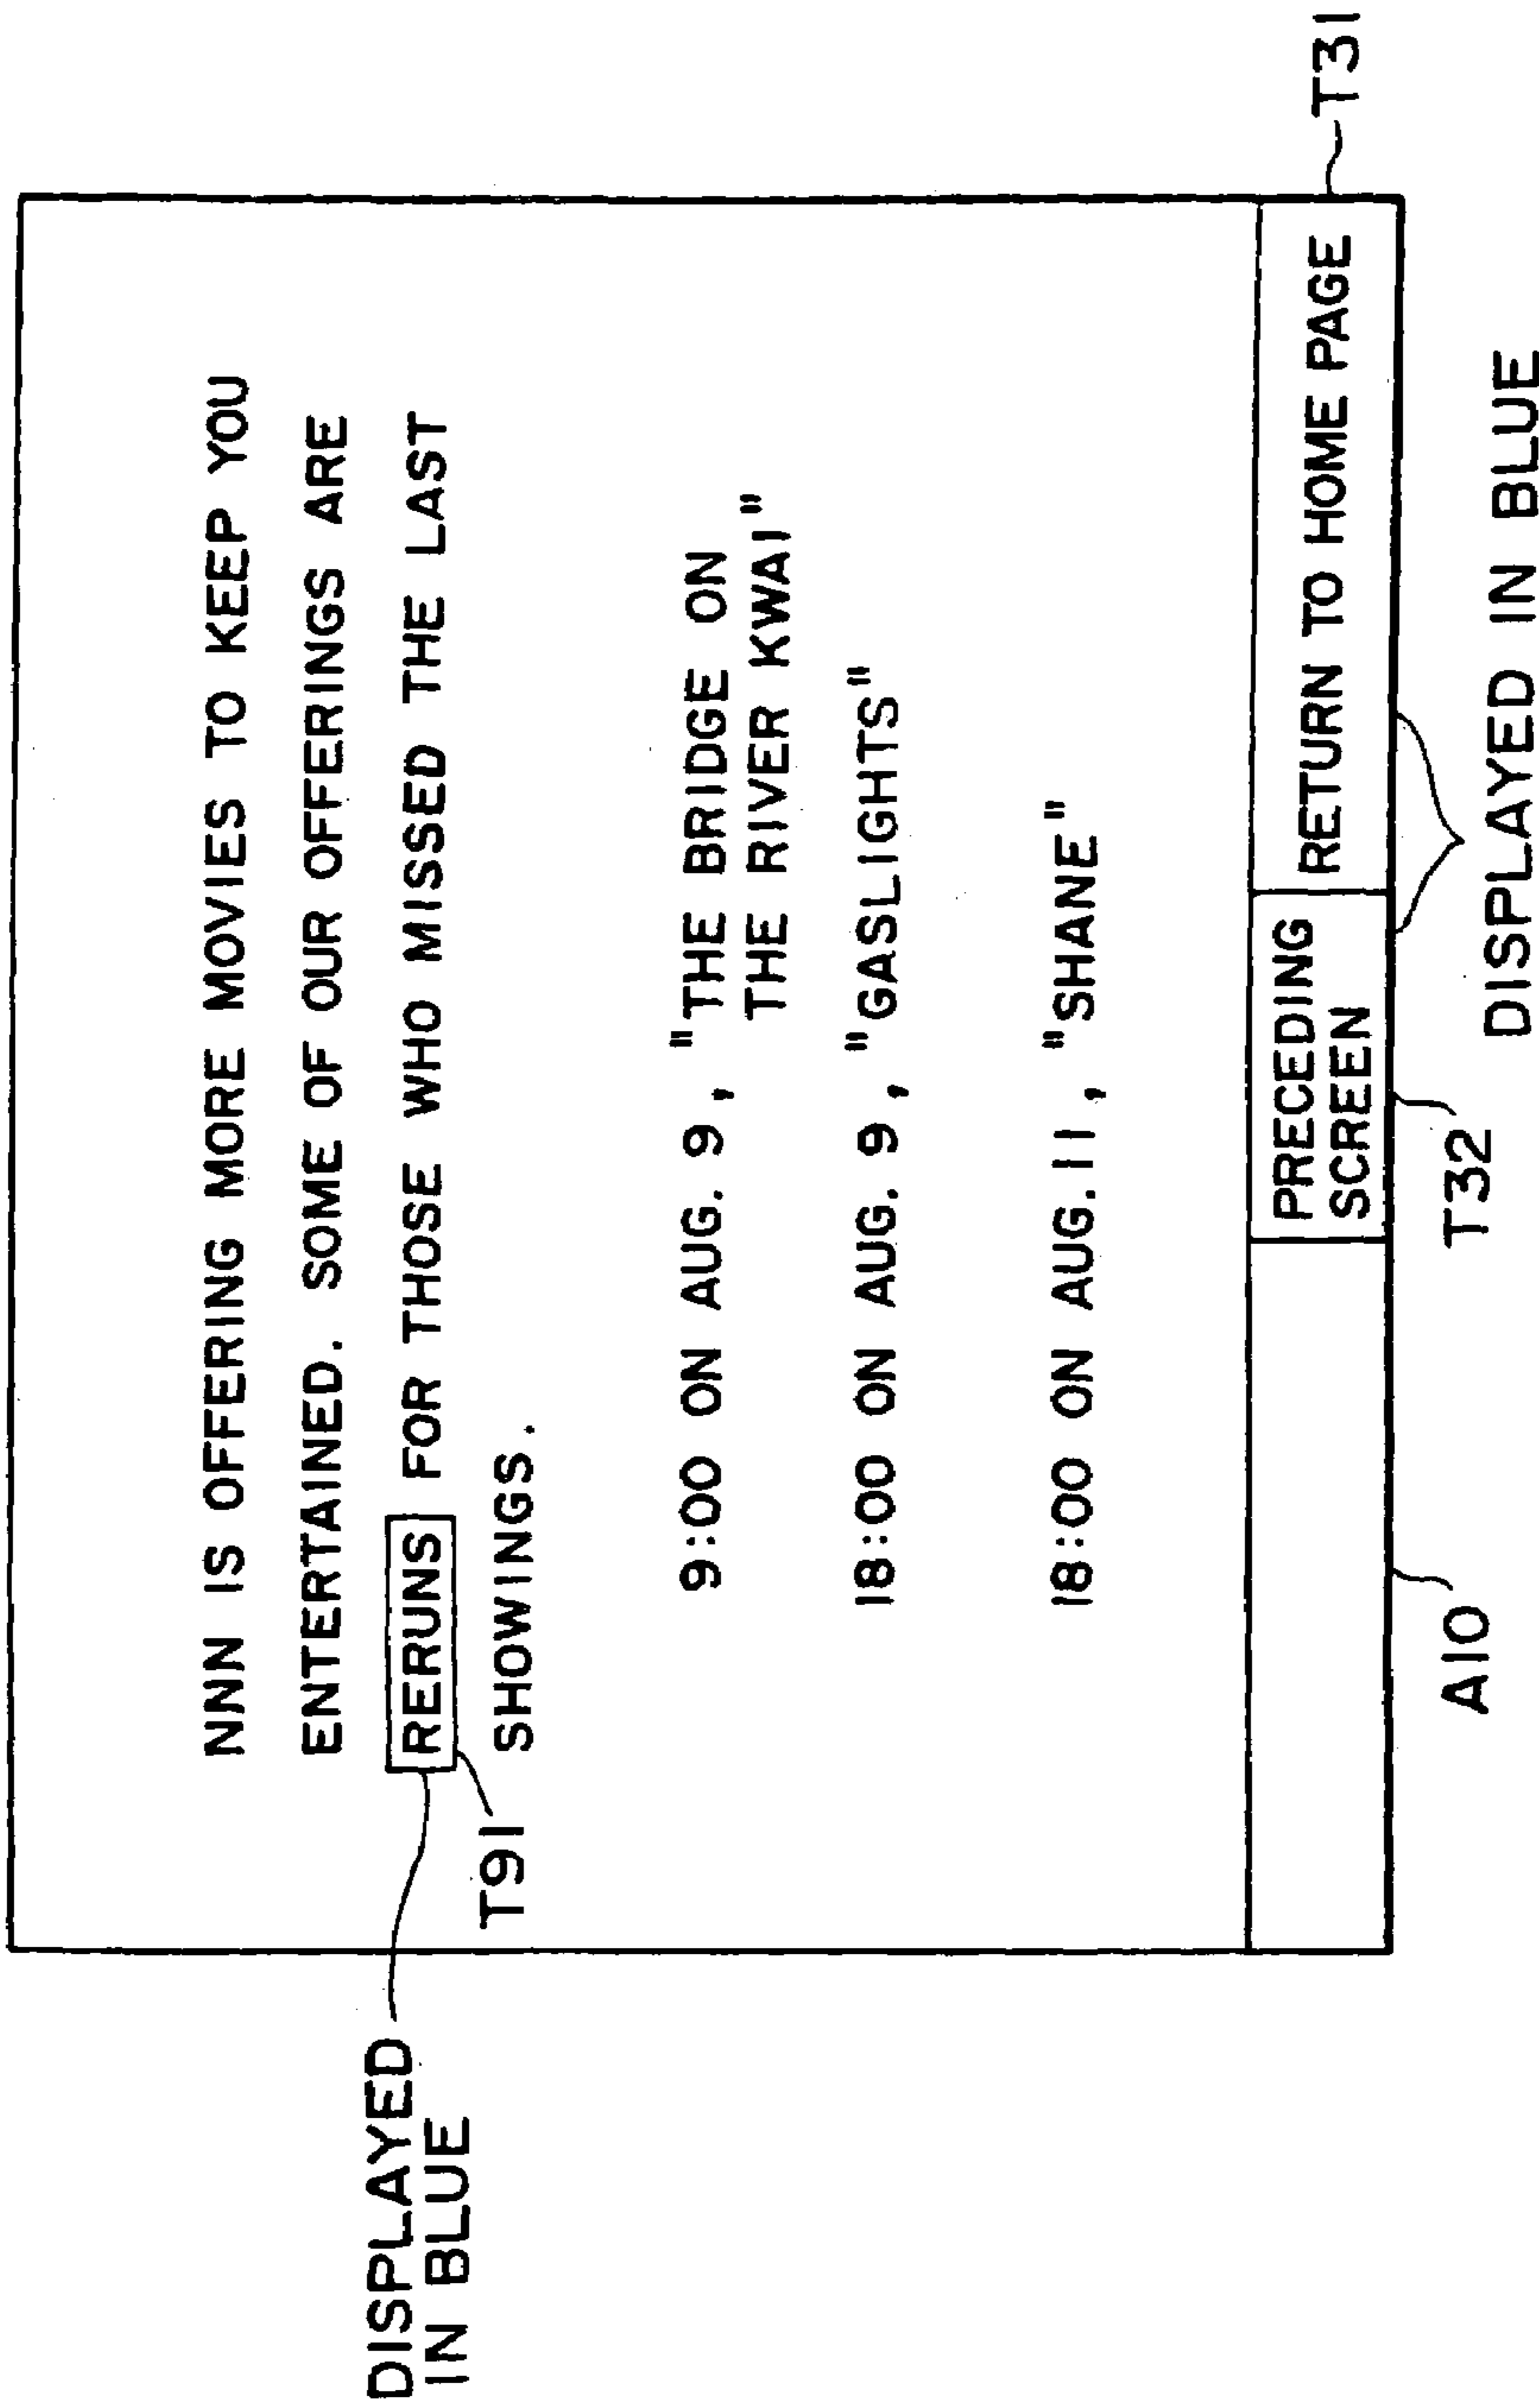 NNN IS OFFERING MORE MOVIES TO KEEP YOU
ENTERTAINED. SOME OF OUR OFFERINGS ARE
RERUNS FOR THOSE WHO MISSED THE LAST
SHOWINGS.
DISPLAYED
IN BLUE
T91
9:00 ON AUG. 9, "THE BRIDGE ON
THE RIVER KWAI"
18:00 ON AUG. 9, "GASLIGHTS"
18:00 ON AUG. 11, "SHANE"
PRECEDING
SCREEN
RETURN TO HOME PAGE
T31
A10
T32
DISPLAYED IN BLUE